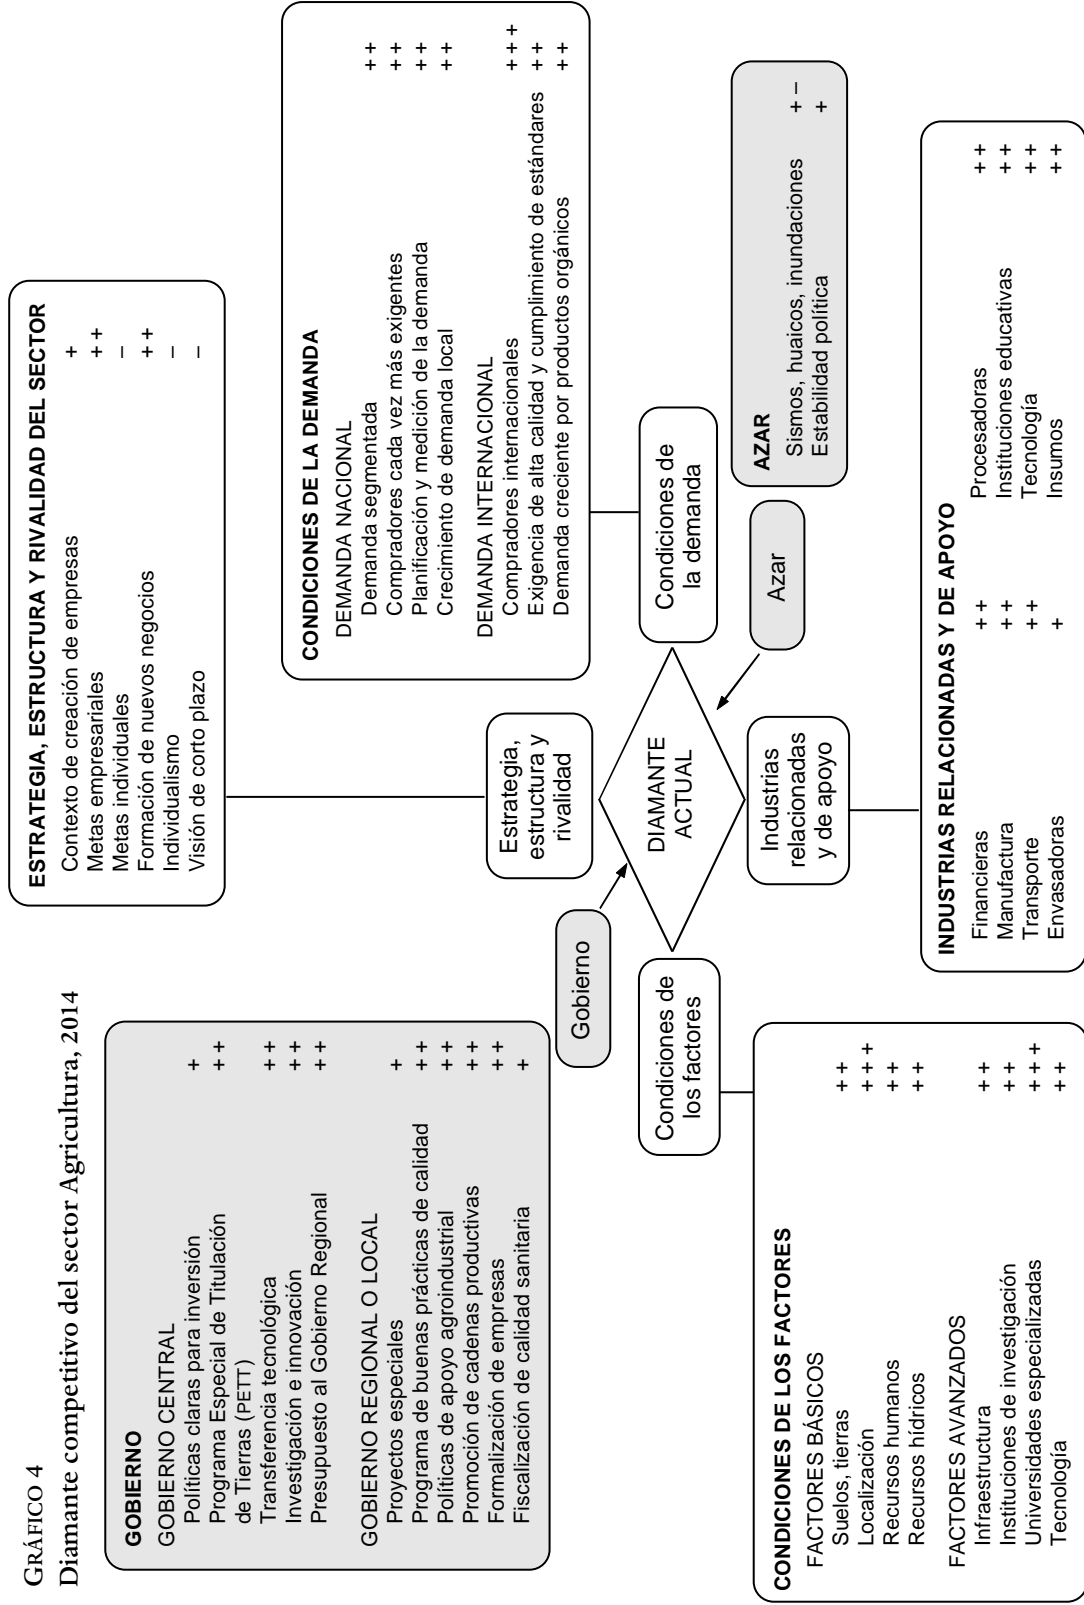 GRÁFICO 4
Diamante competitivo del sector Agricultura, 2014
GOBIERNO
GOBIERNO CENTRAL
Políticas claras para inversión +
Programa Especial de Titulación ++
de Tierras (PETT)
Transferencia tecnológica ++
Investigación e innovación ++
Presupuesto al Gobierno Regional ++
GOBIERNO REGIONAL O LOCAL
Proyectos especiales +
Programa de buenas prácticas de calidad ++
Políticas de apoyo agroindustrial ++
Promoción de cadenas productivas ++
Formalización de empresas ++
Fiscalización de calidad sanitaria +
ESTRATEGIA, ESTRUCTURA Y RIVALIDAD DEL SECTOR
Contexto de creación de empresas +
Metas empresariales ++
Metas individuales –
Formación de nuevos negocios ++
Individualismo –
Visión de corto plazo –
CONDICIONES DE LA DEMANDA
DEMANDA NACIONAL
Demanda segmentada ++
Compradores cada vez más exigentes ++
Planificación y medición de la demanda ++
Crecimiento de demanda local ++
DEMANDA INTERNACIONAL
Compradores internacionales +++
Exigencia de alta calidad y cumplimiento de estándares ++
Demanda creciente por productos orgánicos ++
Estrategia,
estructura y
rivalidad
Gobierno
Condiciones de
los factores
DIAMANTE
ACTUAL
Condiciones de
la demanda
Industrias
relacionadas
y de apoyo
Azar
AZAR
Sismos, huaicos, inundaciones + –
Estabilidad política +
CONDICIONES DE LOS FACTORES
FACTORES BÁSICOS
Suelos, tierras ++
Localización +++
Recursos humanos ++
Recursos hídricos ++
FACTORES AVANZADOS
Infraestructura ++
Instituciones de investigación ++
Universidades especializadas +++
Tecnología ++
INDUSTRIAS RELACIONADAS Y DE APOYO
Financieras ++ Procesadoras ++
Manufactura ++ Instituciones educativas ++
Transporte ++ Tecnología ++
Envasadoras + Insumos ++